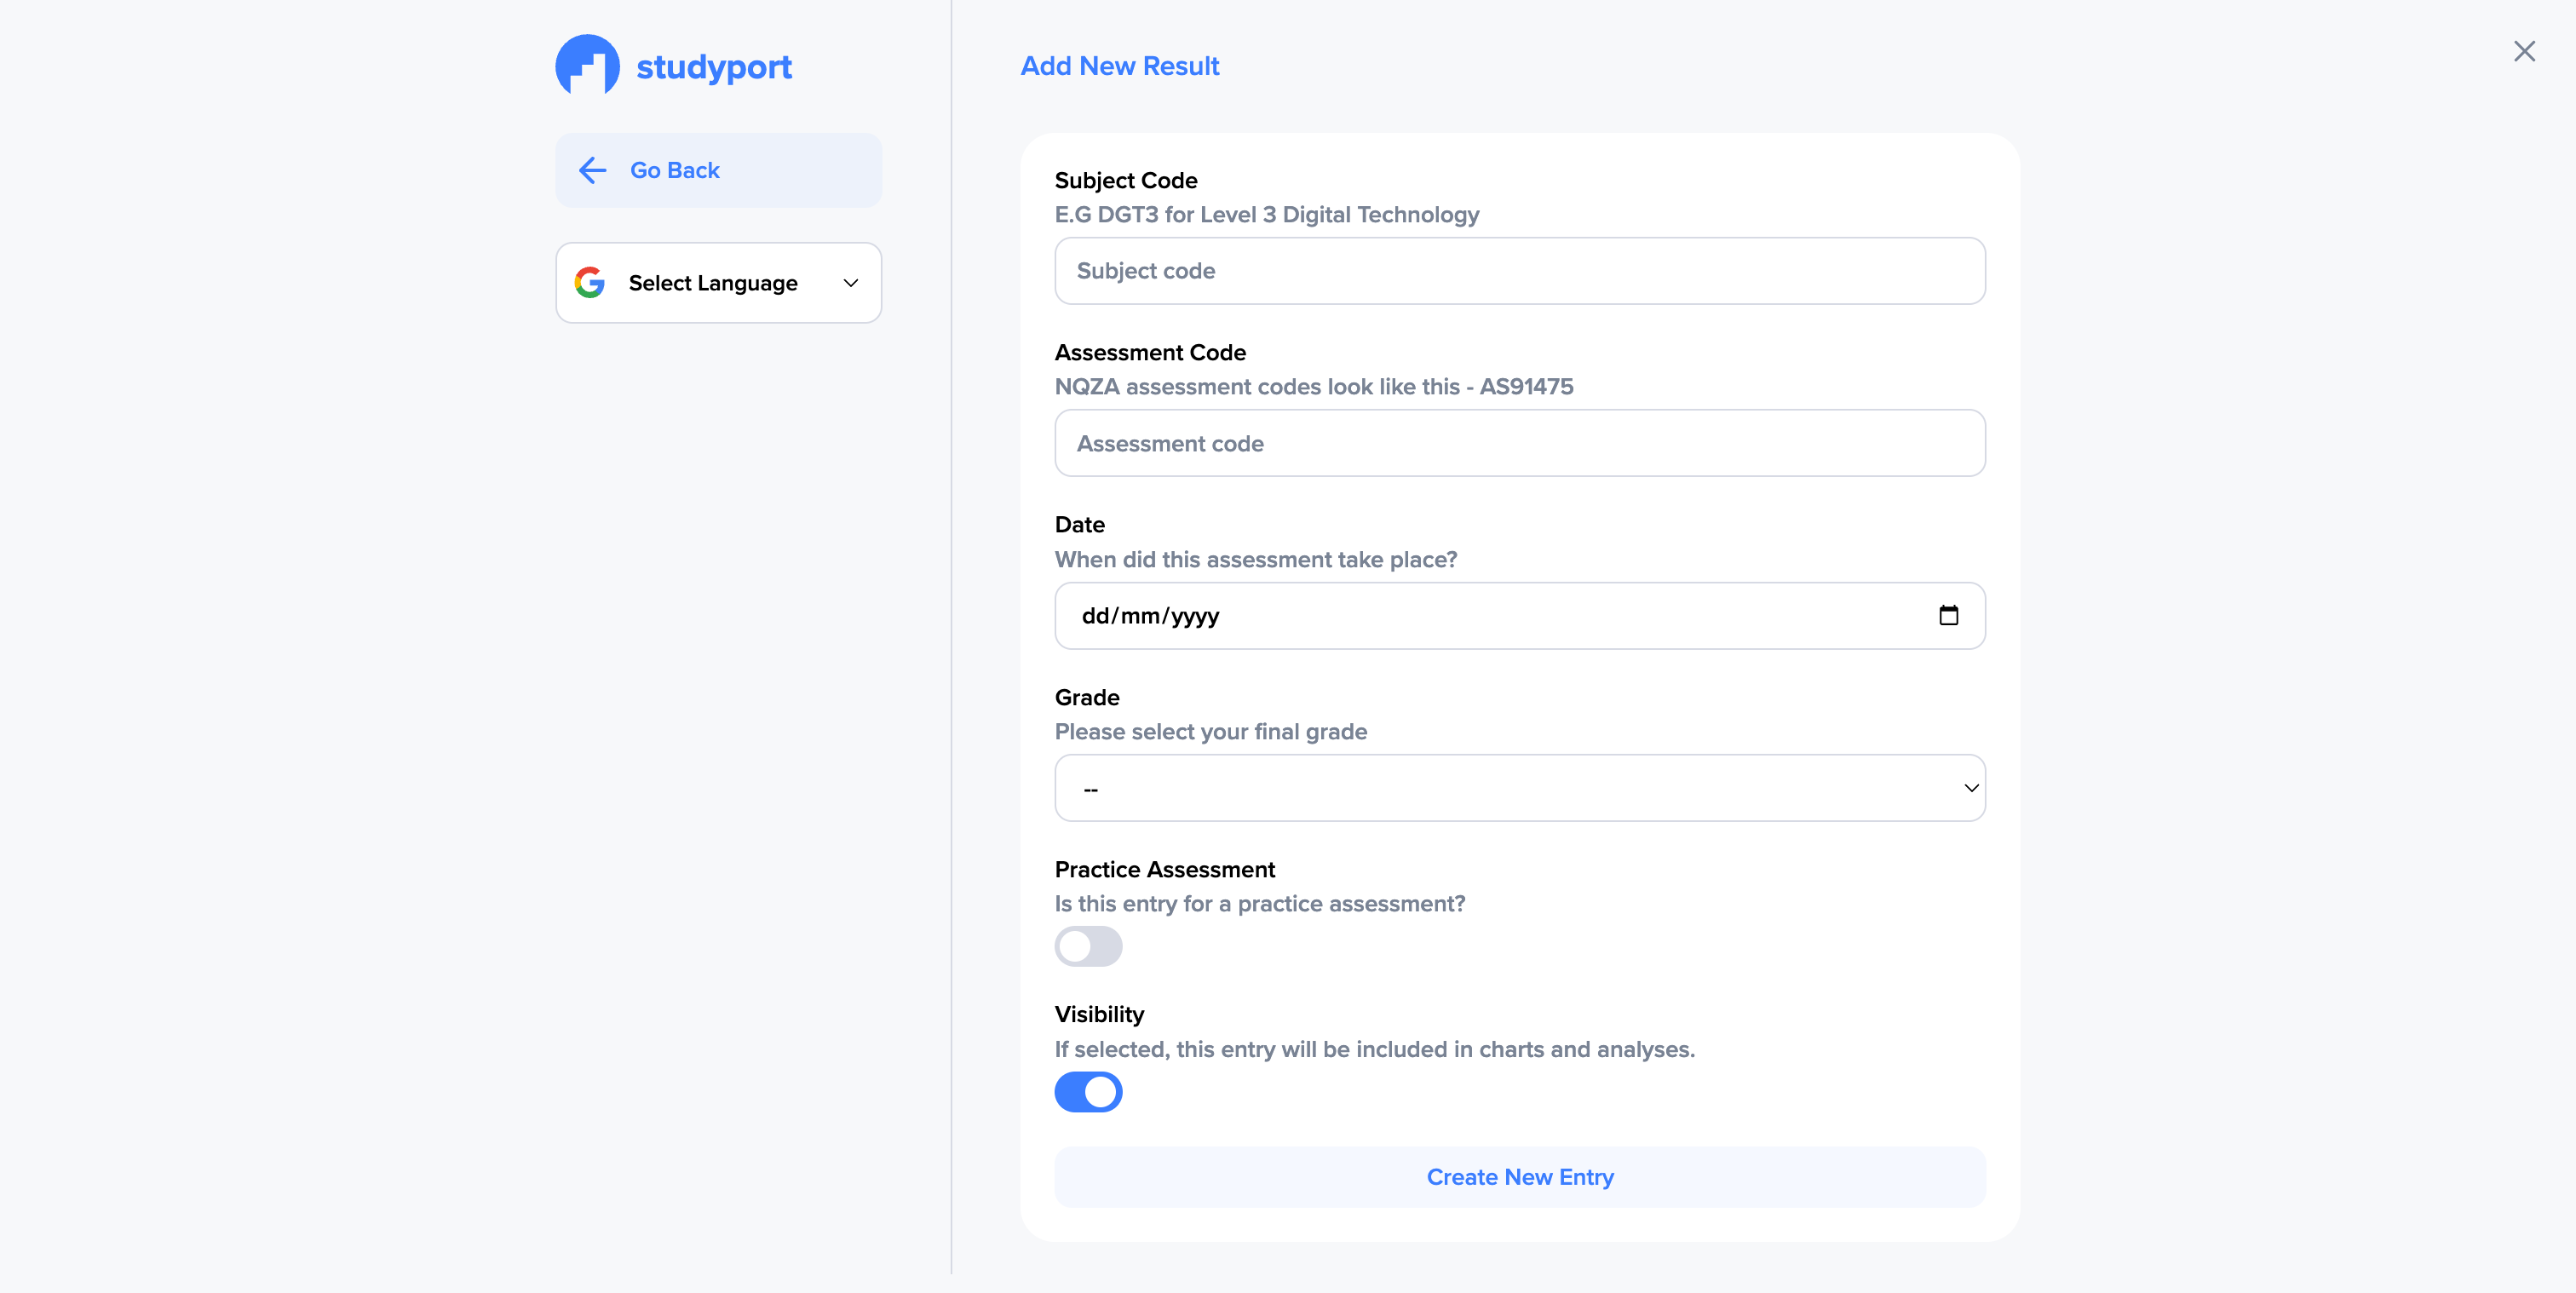 studyport
Go Back
Select Language
Add New Result
Subject Code
E.G DGT3 for Level 3 Digital Technology
Subject code
Assessment Code
NQZA assessment codes look like this - AS91475
Assessment code
Date
When did this assessment take place?
dd/mm/yyyy
Grade
Please select your final grade
--
Practice Assessment
Is this entry for a practice assessment?
Visibility
If selected, this entry will be included in charts and analyses.
Create New Entry